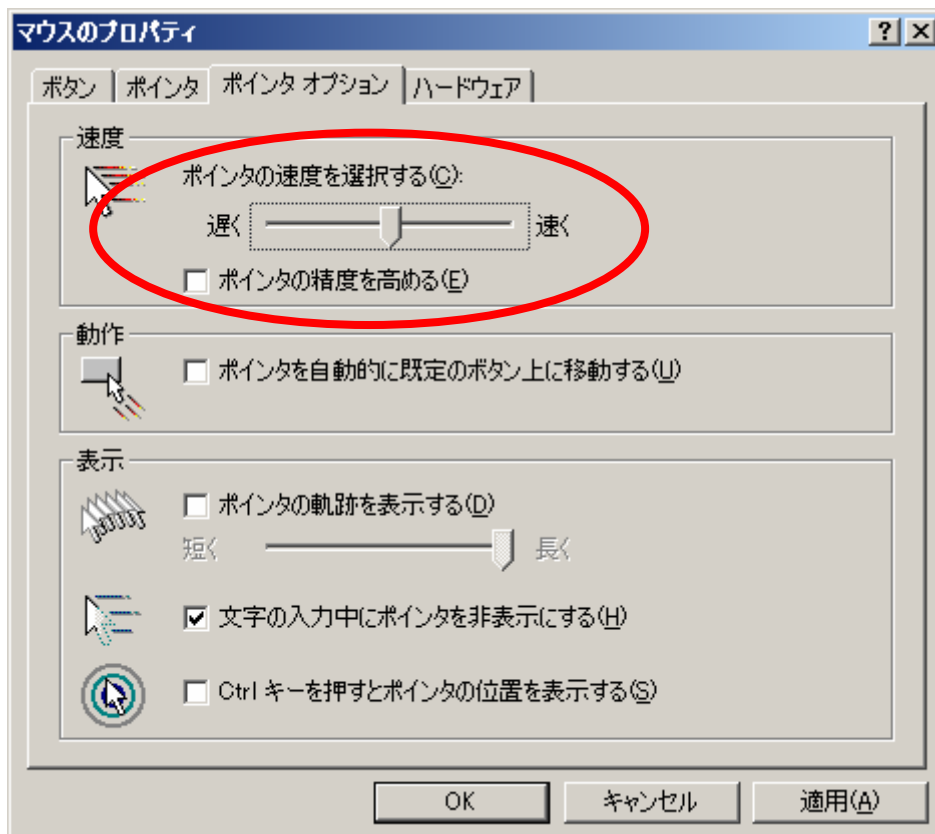 マウスのプロパティ
ボタン ポインタ ポインタ オプション ハードウェア
速度
ポインタの速度を選択する(C):
遅く 速く
ポインタの精度を高める(E)
動作
ポインタを自動的に既定のボタン上に移動する(U)
表示
ポインタの軌跡を表示する(D)
短く 長く
文字の入力中にポインタを非表示にする(H)
Ctrl キーを押すとポインタの位置を表示する(S)
OK キャンセル 適用(A)